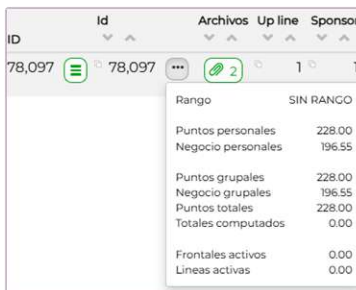 ID Id Archivos Up line Sponsor
78,097 78,097 ••• 2 1 1
Rango SIN RANGO
Puntos personales 228.00
Negocio personales 196.55
Puntos grupales 228.00
Negocio grupales 196.55
Puntos totales 228.00
Totales computados 0.00
Frontales activos 0.00
Lineas activas 0.00